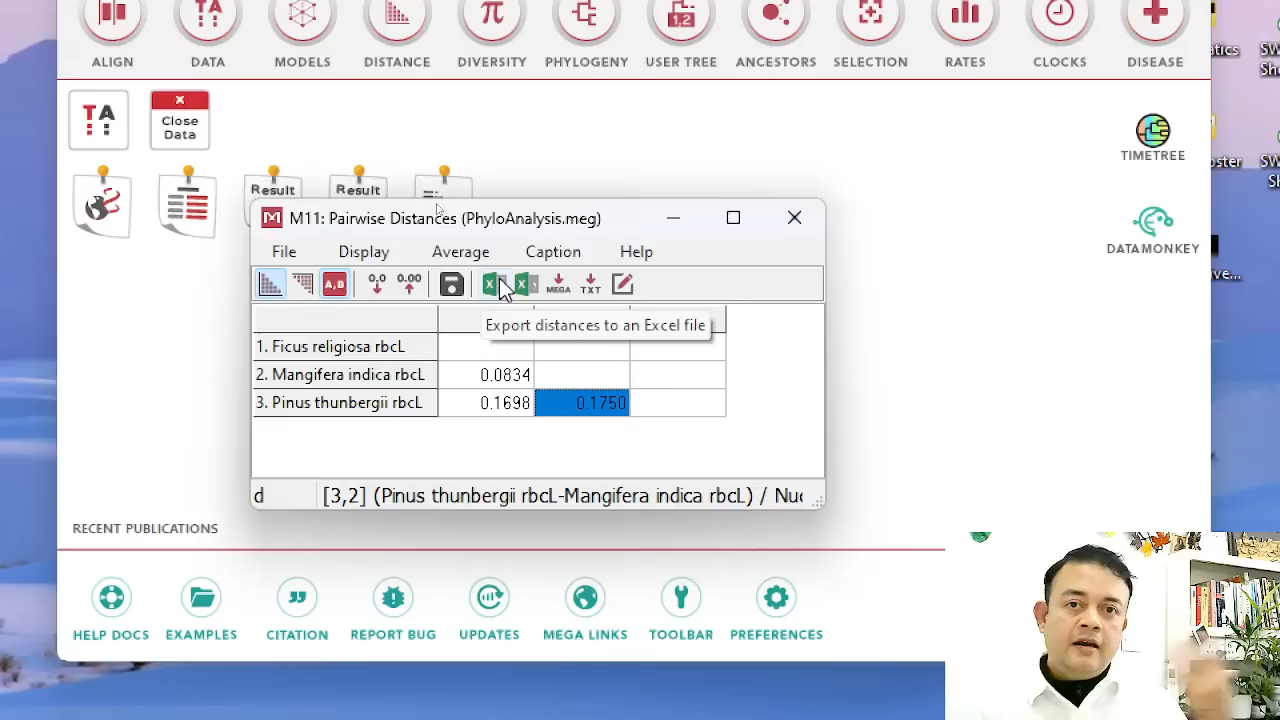 ALIGN DATA MODELS DISTANCE DIVERSITY PHYLOGENY USER TREE ANCESTORS SELECTION RATES CLOCKS DISEASE
TA
Close
Data
TIMETREE
DATAMONKEY
Result Result
M11: Pairwise Distances (PhyloAnalysis.meg)
File Display Average Caption Help
A,B 0.0 0.00 MEGA TXT
Export distances to an Excel file
1. Ficus religiosa rbcL
2. Mangifera indica rbcL 0.0834
3. Pinus thunbergii rbcL 0.1698 0.1750
d [3,2] (Pinus thunbergii rbcL-Mangifera indica rbcL) / Nuc
RECENT PUBLICATIONS
HELP DOCS EXAMPLES CITATION REPORT BUG UPDATES MEGA LINKS TOOLBAR PREFERENCES